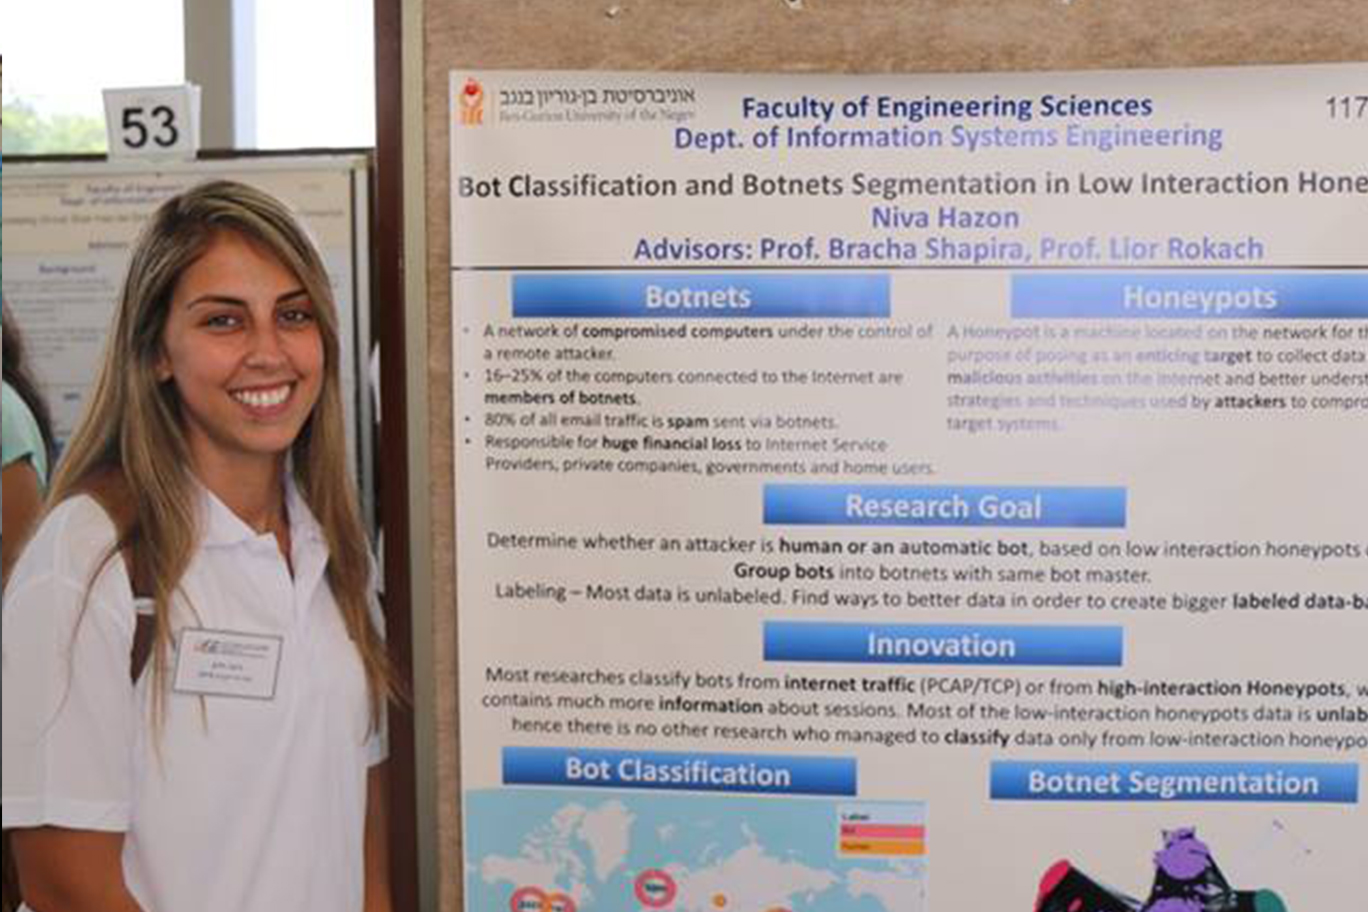 53
אוניברסיטת בן-גוריון בנגב
Ben-Gurion University of the Negev
Faculty of Engineering Sciences
117
Dept. of Information Systems Engineering
Bot Classification and Botnets Segmentation in Low Interaction Hone
Niva Hazon
Advisors: Prof. Bracha Shapira, Prof. Lior Rokach
Botnets
• A network of compromised computers under the control of
a remote attacker.
• 16–25% of the computers connected to the Internet are
members of botnets.
• 80% of all email traffic is spam sent via botnets.
• Responsible for huge financial loss to Internet Service
Providers, private companies, governments and home users.
Honeypots
A Honeypot is a machine located on the network for t
purpose of posing as an enticing target to collect data
malicious activities on the internet and better underst
strategies and techniques used by attackers to compro
target systems.
Research Goal
Determine whether an attacker is human or an automatic bot, based on low interaction honeypots
Group bots into botnets with same bot master.
Labeling – Most data is unlabeled. Find ways to better data in order to create bigger labeled data-b
Innovation
Most researches classify bots from internet traffic (PCAP/TCP) or from high-interaction Honeypots, w
contains much more information about sessions. Most of the low-interaction honeypots data is unlab
hence there is no other research who managed to classify data only from low-interaction honeypo
Bot Classification
Botnet Segmentation
Label
Bot
Human